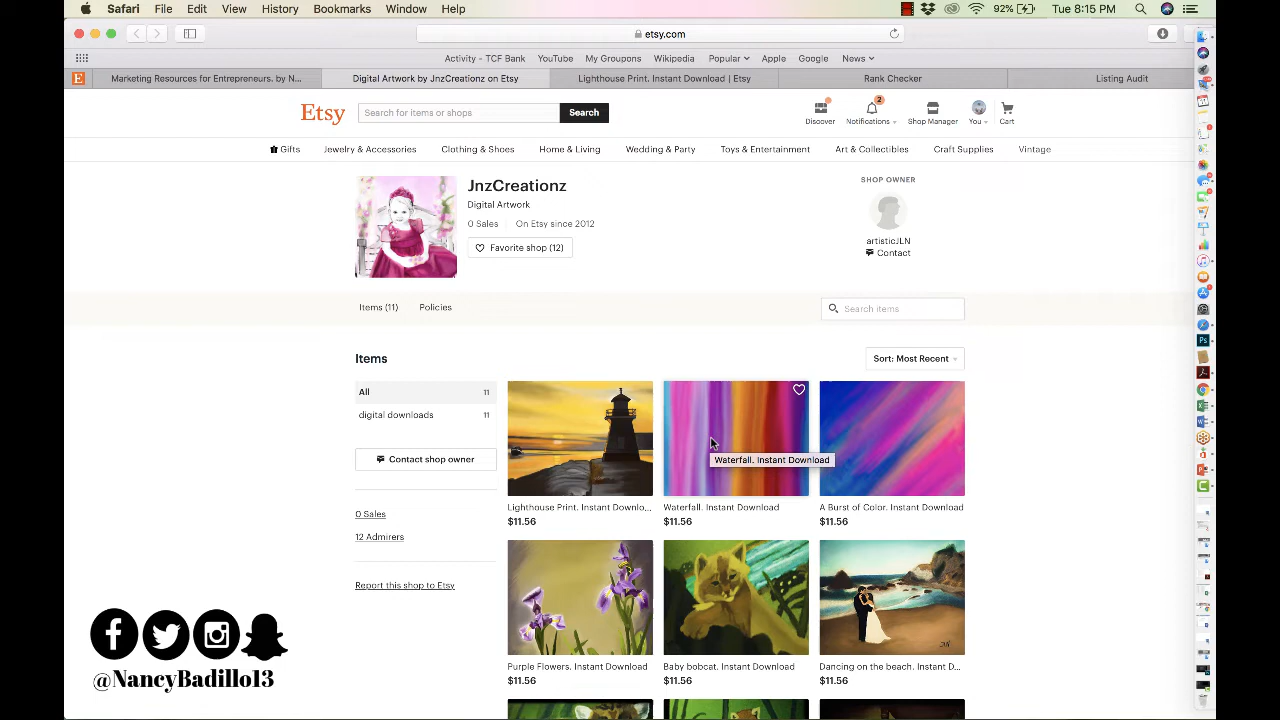 Safari File Edit View History Bookmarks Window Help 92% Tue 8:15 PM
etsy.com
Activity - TCF Bank YouTube My Groupons Wikipedia Popular Apple Google News
E Marketing Resources for Entrepreneurs. by N... Digital Artwork by JnzCreationz etsy Lighthouse Print. Instant Download | Etsy Rank Checker Listing Audit
Etsy Search for items or shops Search Discover 2 Notifications Shop Manager You Cart
Gifts Jewelry & Accessories Clothing & Shoes Home & Living Wedding & Party Toys & Entertainment Art & Collectibles Craft Supplies Vintage
JnzCreationz
Digital Artwork
0 Sales On Etsy since 2012
Favorite shop (12)
SHOP OWNER
artisticJLN
Contact
Items (11) Policies Search items
Items Sort: Most Recent
All 11
digital downloads 11
Contact shop owner
0 Sales
12 Admirers
Report this shop to Etsy
Waterfall. Instant Download
Lighthouse Print. Instant Downlo... Waterfall. Instant Download A Burst of Color. Instant Download
$11.56 $11.56 $11.56
Purple Flowers. Instant Download Baby bobcat. Instant Download Dancing on the beach. Instant...
$11.56 $11.56 $11.56
@NancyBadillo13
Ps